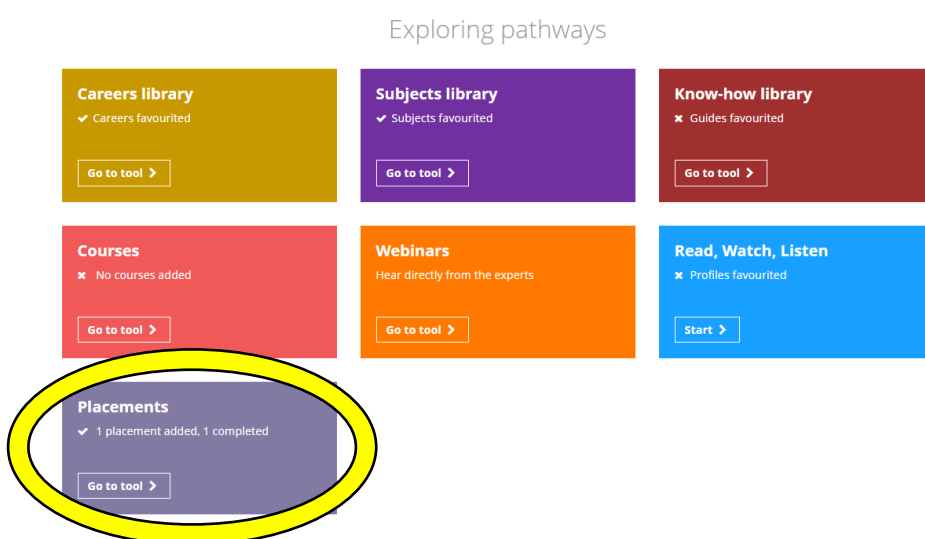 Exploring pathways
Careers library
Careers favourited
Go to tool
Subjects library
Subjects favourited
Go to tool
Know-how library
Guides favourited
Go to tool
Courses
No courses added
Go to tool
Webinars
Hear directly from the experts
Go to tool
Read, Watch, Listen
Profiles favourited
Start
Placements
1 placement added, 1 completed
Go to tool